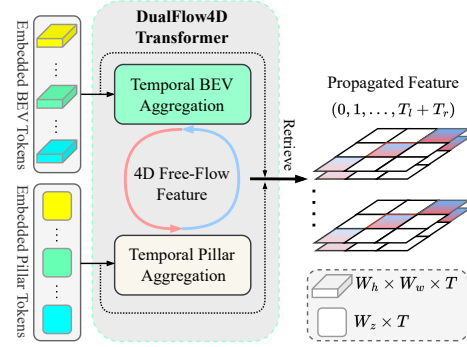 DualFlow4D
Transformer
Embedded BEV Tokens
Temporal BEV
Aggregation
4D Free-Flow
Feature
Embedded Pillar Tokens
Temporal Pillar
Aggregation
Retrieve
Propagated Feature
(0, 1, . . . , T_l + T_r)
W_h × W_w × T
W_z × T